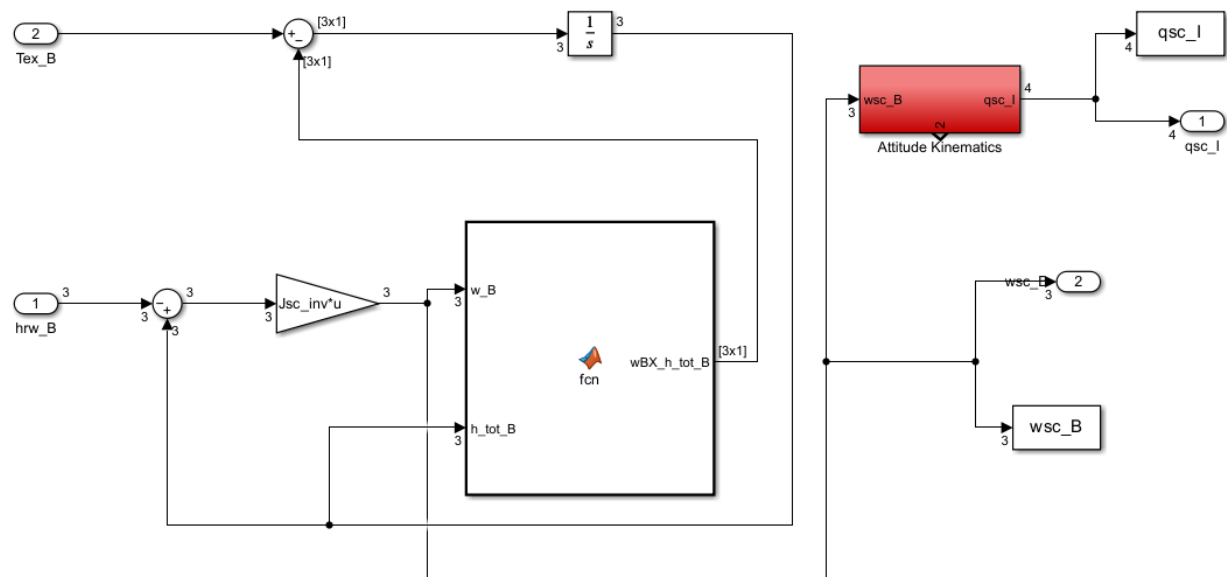 2
Tex_B
[3x1]
+
−
[3x1]
3
1
s
3
qsc_I
4
wsc_B
qsc_I
4
3
2
Attitude Kinematics
1
4
qsc_I
1
3
hrw_B
3
−
+
3
3
3
Jsc_inv*u
3
w_B
3
fcn
wBX_h_tot_B
[3x1]
h_tot_B
3
wsc_B
3
2
wsc_B
3